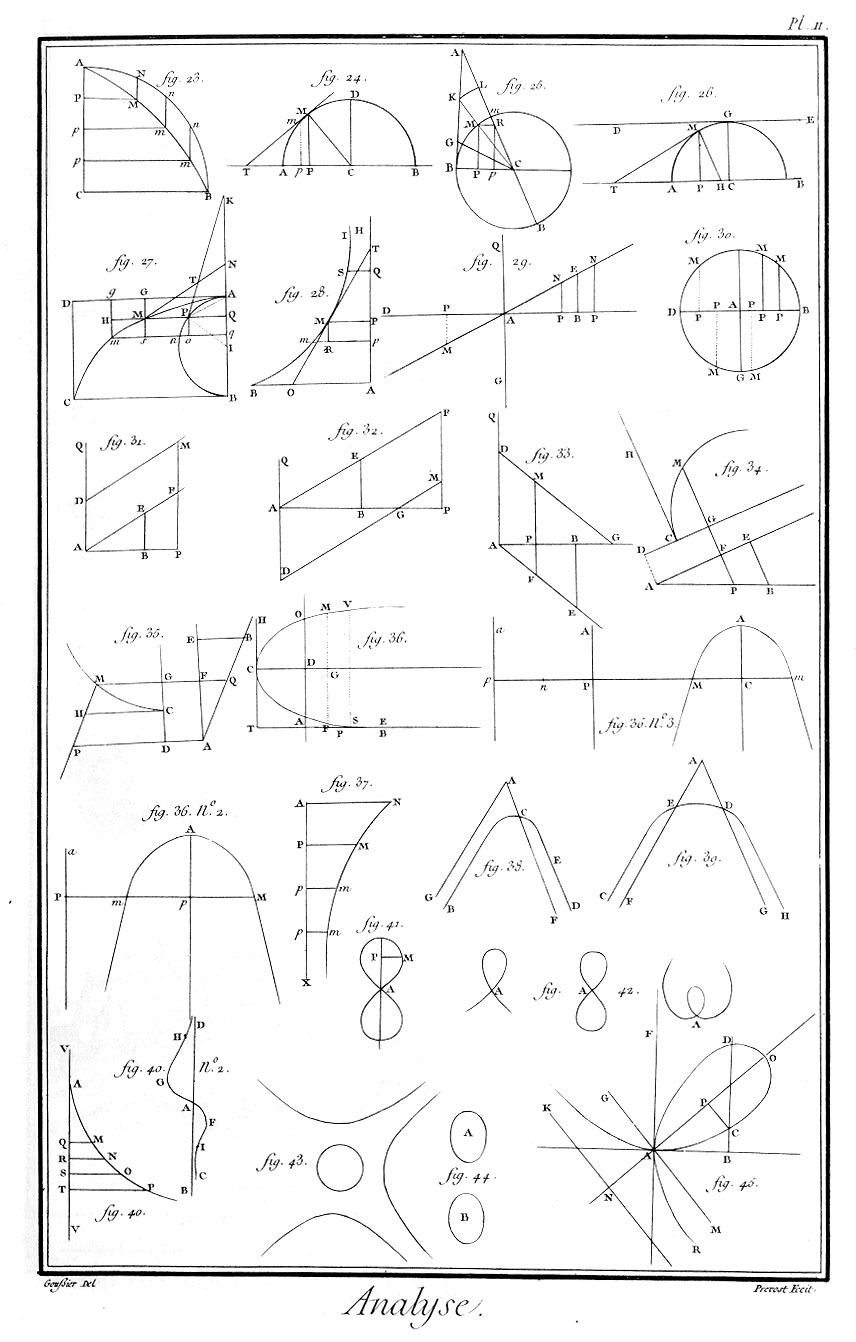 Pl. II.
fig. 23.
A N P M n p m n p m C B
fig. 24.
M D m T A p P C B
fig. 25.
A L K m M R G B P p C B
fig. 26.
G D M E T A P H C B
fig. 27.
K N T g G A D H M P Q m s n o q I C B
fig. 28.
I H T S Q M P m R p B O A
fig. 29.
Q N E N D P A P B P M G
fig. 30.
M M M P P A P D B P P P M G M
fig. 31.
Q M D F E A B P
fig. 32.
F Q E M A B G P D
fig. 33.
Q D M A P B G F E
fig. 34.
H M G C D F E A P B
fig. 35.
E B M G F Q H C P D A
fig. 36.
H O M V C D G A S E T P P B
fig. 36. N.o 3.
a A A p n P M C m
fig. 36. N.o 2.
A a P m p M
fig. 37.
A N P M p m p m X
fig. 38.
A C E G B D F
fig. 39.
A E D C F G H
fig. 41.
P M A
fig. 42.
A A A
fig. 40. N.o 2.
D H G A F I C B
fig. 40.
V A Q M R N S O T P V
fig. 43.
fig. 44.
A
B
fig. 45.
F D O G K P C A B N M R
Goussier Del
Prevost Fecit.
Analyse.